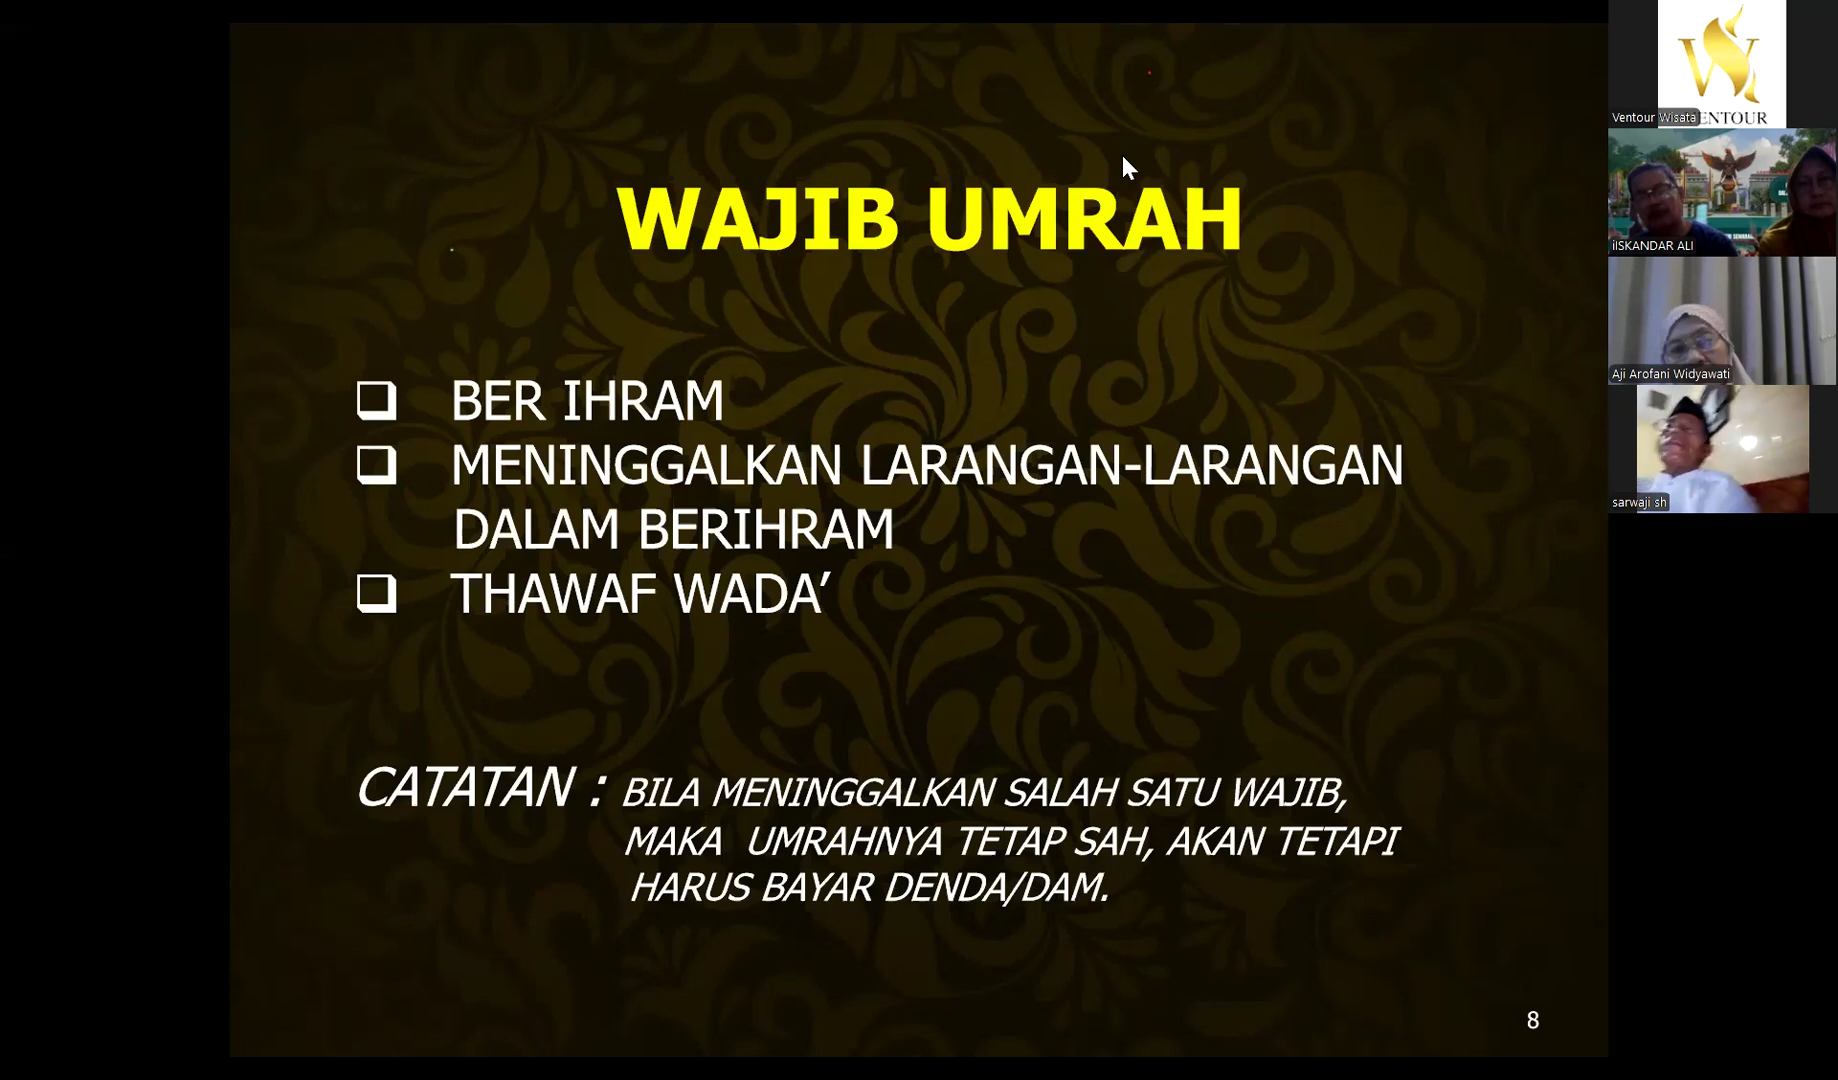 WAJIB UMRAH
BER IHRAM
MENINGGALKAN LARANGAN-LARANGAN
DALAM BERIHRAM
THAWAF WADA’
CATATAN : BILA MENINGGALKAN SALAH SATU WAJIB,
MAKA UMRAHNYA TETAP SAH, AKAN TETAPI
HARUS BAYAR DENDA/DAM.
8
Ventour Wisata
ENTOUR
iISKANDAR ALI
Aji Arofani Widyawati
sarwaji sh